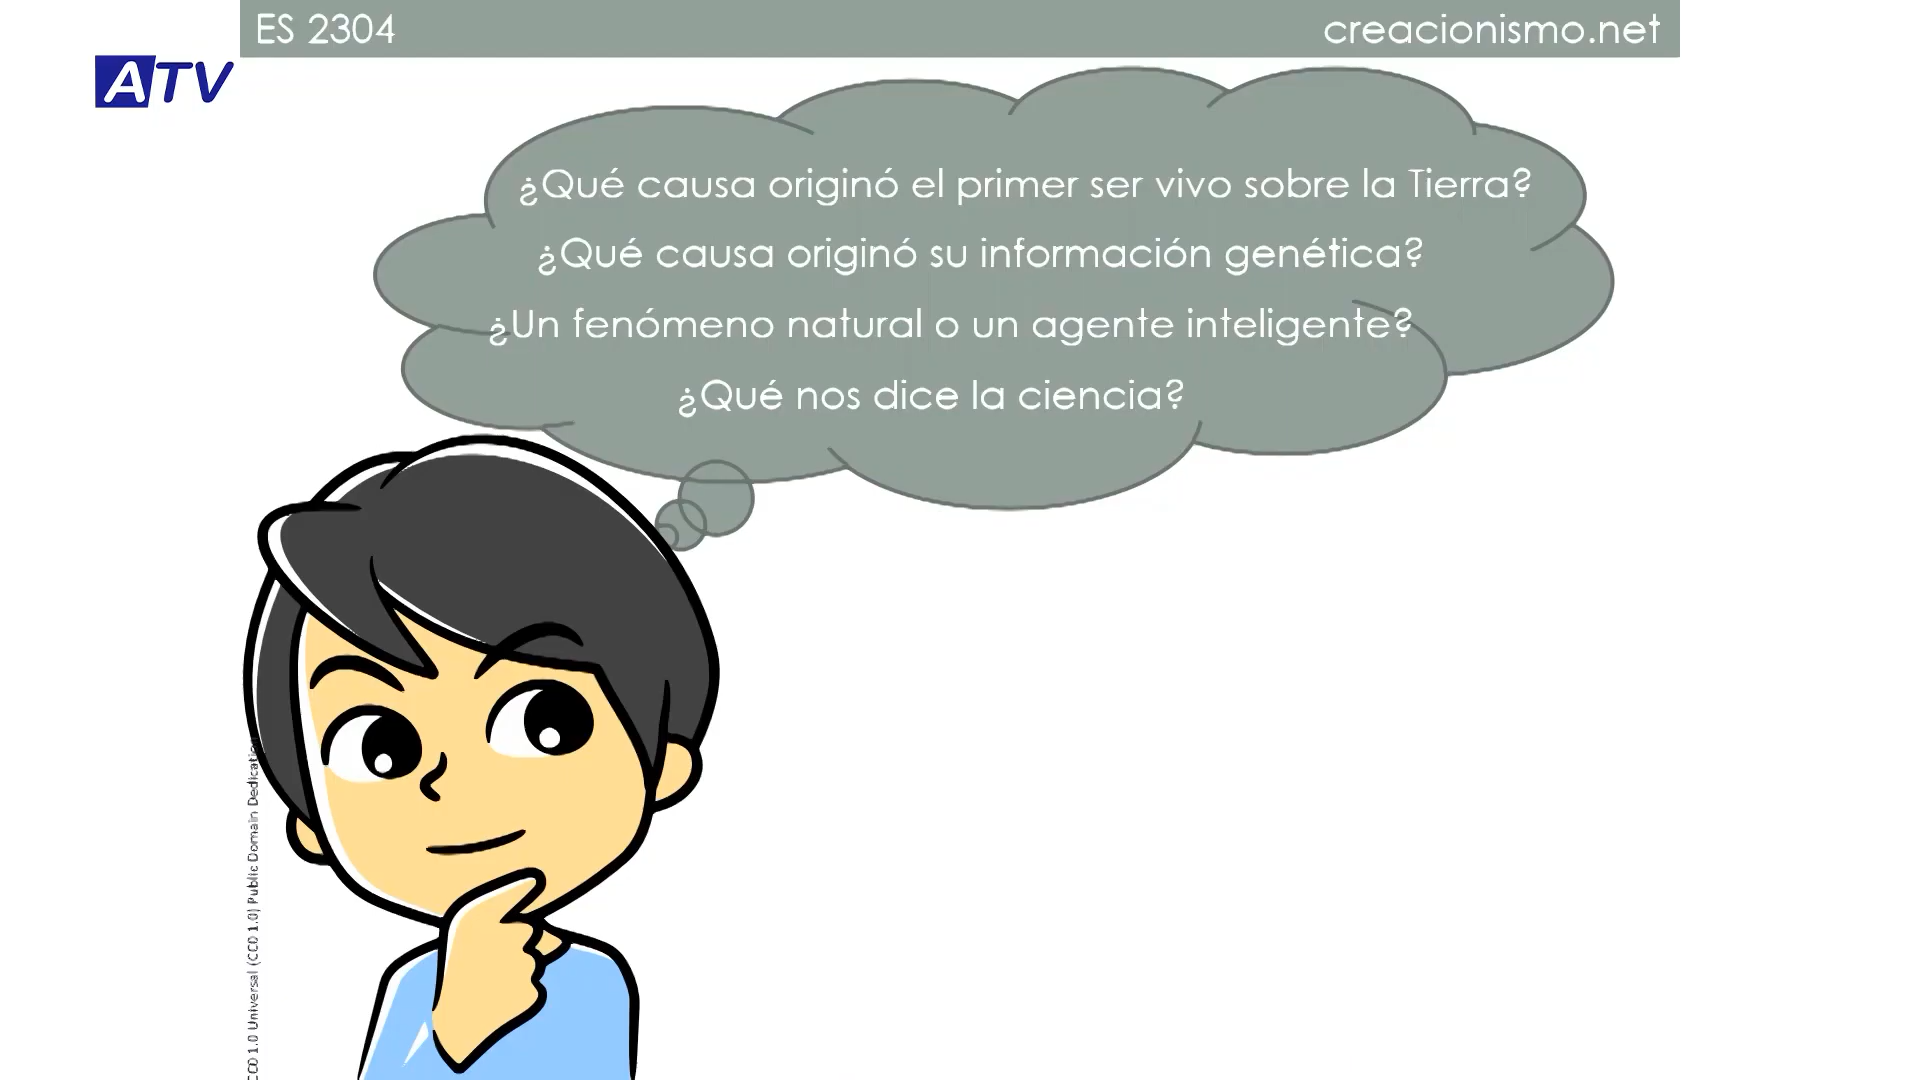 ES 2304
creacionismo.net
ATV
¿Qué causa originó el primer ser vivo sobre la Tierra?
¿Qué causa originó su información genética?
¿Un fenómeno natural o un agente inteligente?
¿Qué nos dice la ciencia?
CC0 1.0 Universal (CC0 1.0) Public Domain Dedication